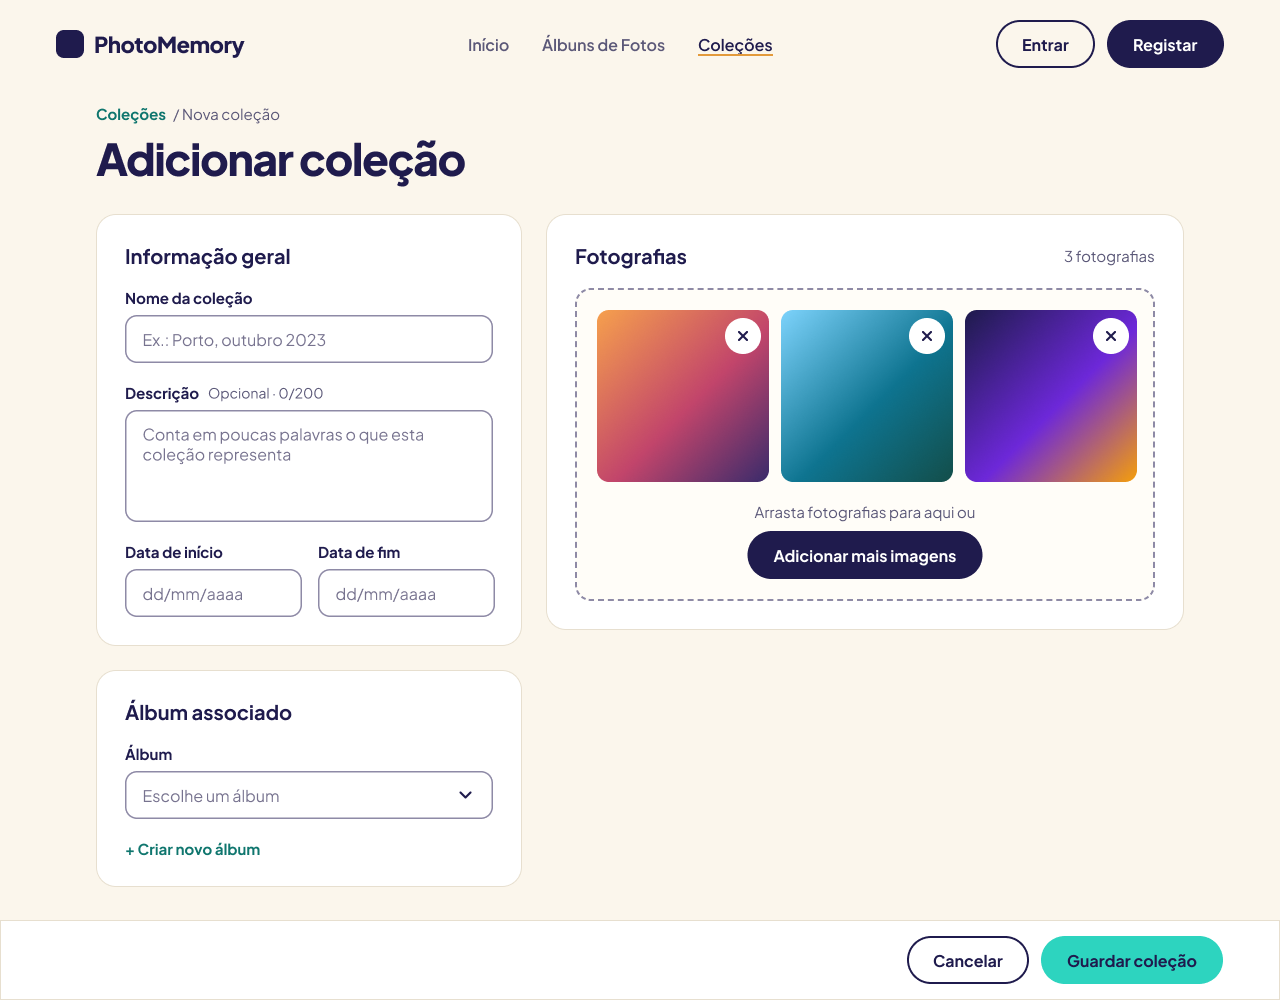 PhotoMemory
Início
Álbuns de Fotos
Coleções
Entrar
Registar
Coleções / Nova coleção
Adicionar coleção
Informação geral
Nome da coleção
Ex.: Porto, outubro 2023
Descrição Opcional · 0/200
Conta em poucas palavras o que esta
coleção representa
Data de início
Data de fim
dd/mm/aaaa
dd/mm/aaaa
Álbum associado
Álbum
Escolhe um álbum
+ Criar novo álbum
Fotografias
3 fotografias
Arrasta fotografias para aqui ou
Adicionar mais imagens
Cancelar
Guardar coleção